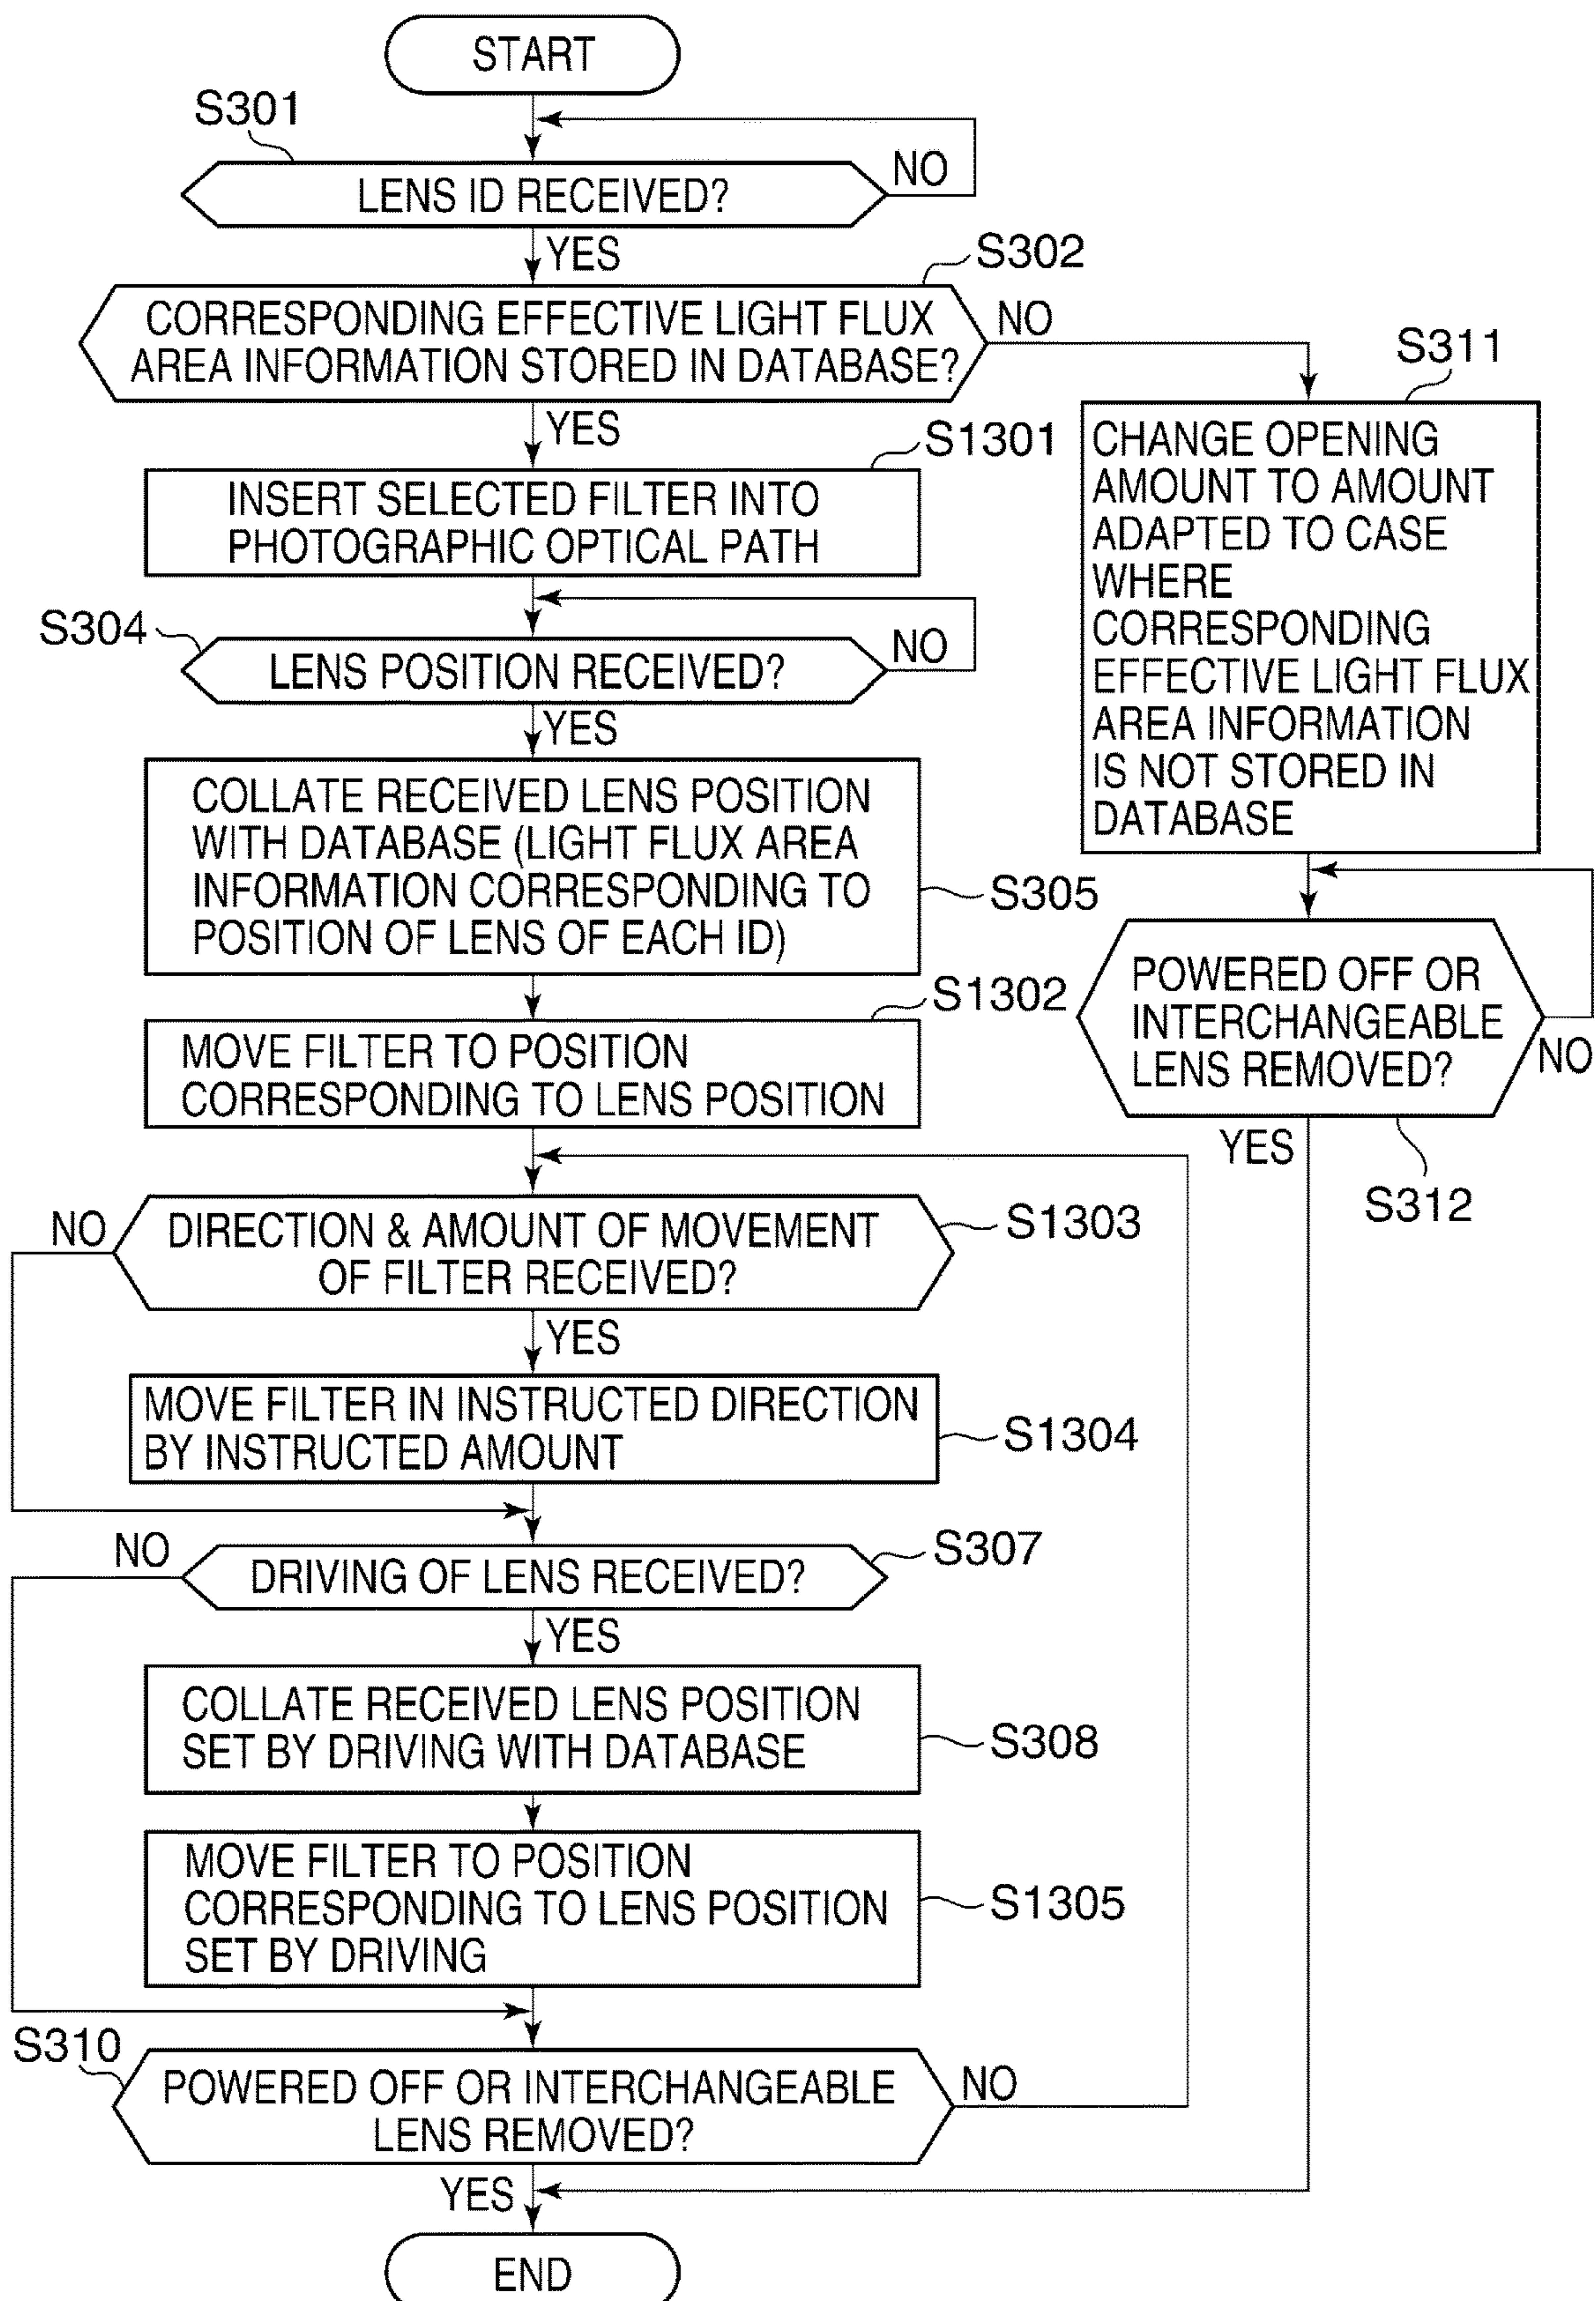 START
S301
LENS ID RECEIVED?
NO
YES
S302
CORRESPONDING EFFECTIVE LIGHT FLUX
AREA INFORMATION STORED IN DATABASE?
NO
YES
S1301
INSERT SELECTED FILTER INTO
PHOTOGRAPHIC OPTICAL PATH
S304
LENS POSITION RECEIVED?
NO
YES
COLLATE RECEIVED LENS POSITION
WITH DATABASE (LIGHT FLUX AREA
INFORMATION CORRESPONDING TO
POSITION OF LENS OF EACH ID)
S305
S1302
MOVE FILTER TO POSITION
CORRESPONDING TO LENS POSITION
NO
DIRECTION & AMOUNT OF MOVEMENT
OF FILTER RECEIVED?
S1303
YES
MOVE FILTER IN INSTRUCTED DIRECTION
BY INSTRUCTED AMOUNT
S1304
NO
DRIVING OF LENS RECEIVED?
S307
YES
COLLATE RECEIVED LENS POSITION
SET BY DRIVING WITH DATABASE
S308
MOVE FILTER TO POSITION
CORRESPONDING TO LENS POSITION
SET BY DRIVING
S1305
S310
POWERED OFF OR INTERCHANGEABLE
LENS REMOVED?
NO
YES
END
S311
CHANGE OPENING
AMOUNT TO AMOUNT
ADAPTED TO CASE
WHERE
CORRESPONDING
EFFECTIVE LIGHT FLUX
AREA INFORMATION
IS NOT STORED IN
DATABASE
POWERED OFF OR
INTERCHANGEABLE
LENS REMOVED?
NO
YES
S312